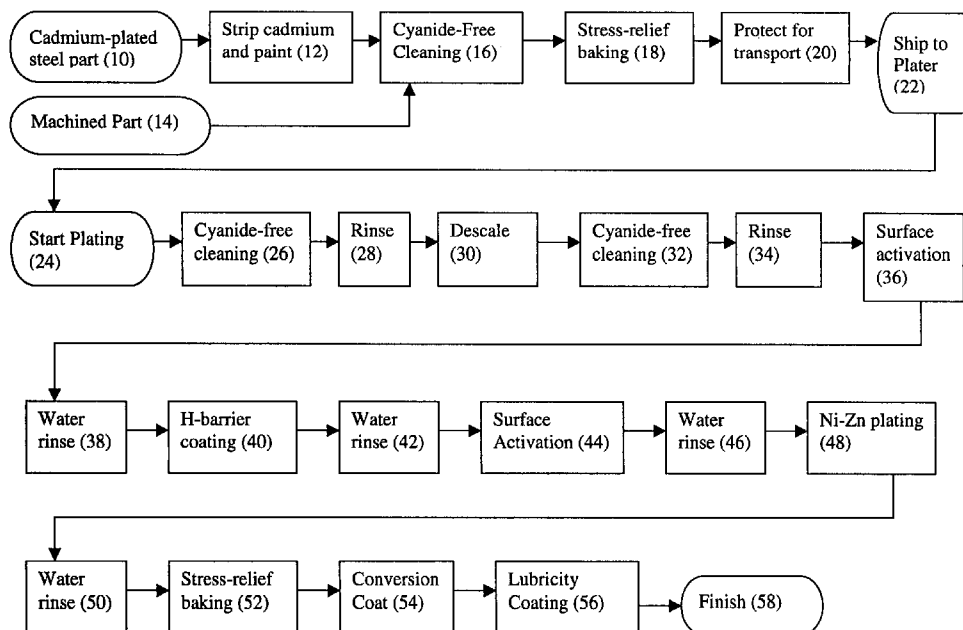 Cadmium-plated
steel part (10)
Strip cadmium
and paint (12)
Cyanide-Free
Cleaning (16)
Stress-relief
baking (18)
Protect for
transport (20)
Ship to
Plater
(22)
Machined Part (14)
Start Plating
(24)
Cyanide-free
cleaning (26)
Rinse
(28)
Descale
(30)
Cyanide-free
cleaning (32)
Rinse
(34)
Surface
activation
(36)
Water
rinse (38)
H-barrier
coating (40)
Water
rinse (42)
Surface
Activation (44)
Water
rinse (46)
Ni-Zn plating
(48)
Water
rinse (50)
Stress-relief
baking (52)
Conversion
Coat (54)
Lubricity
Coating (56)
Finish (58)